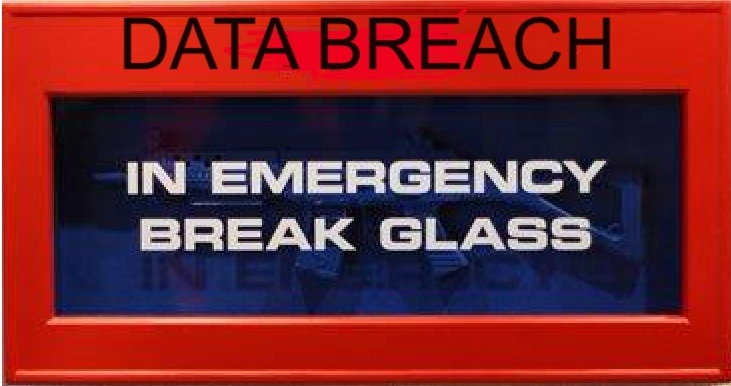 DATA BREACH
IN EMERGENCY
BREAK GLASS